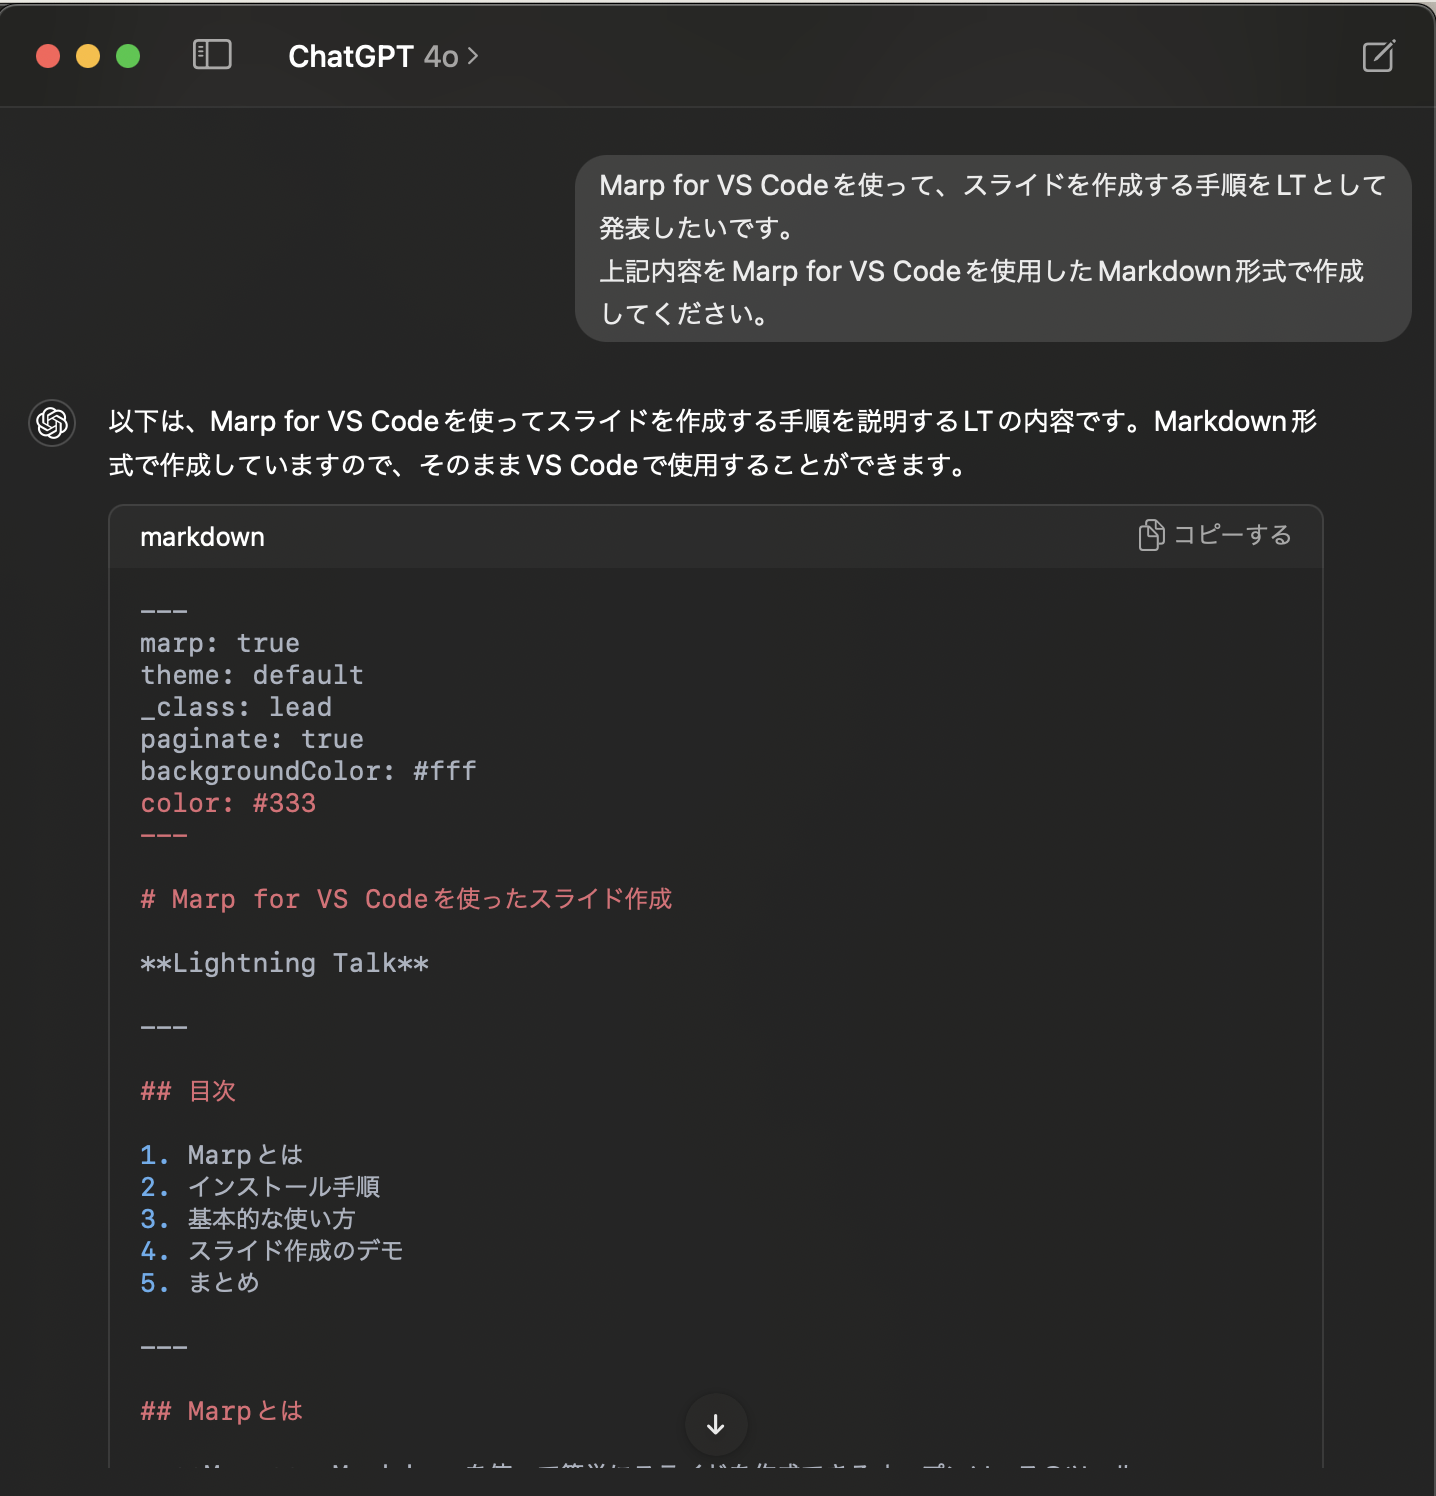 ChatGPT 4o >
Marp for VS Codeを使って、スライドを作成する手順をLTとして
発表したいです。
上記内容をMarp for VS Codeを使用したMarkdown形式で作成
してください。
以下は、Marp for VS Codeを使ってスライドを作成する手順を説明するLTの内容です。Markdown形
式で作成していますので、そのままVS Codeで使用することができます。
markdown
コピーする
---
marp: true
theme: default
_class: lead
paginate: true
backgroundColor: #fff
color: #333
---
# Marp for VS Codeを使ったスライド作成
**Lightning Talk**
---
## 目次
1. Marpとは
2. インストール手順
3. 基本的な使い方
4. スライド作成のデモ
5. まとめ
---
## Marpとは